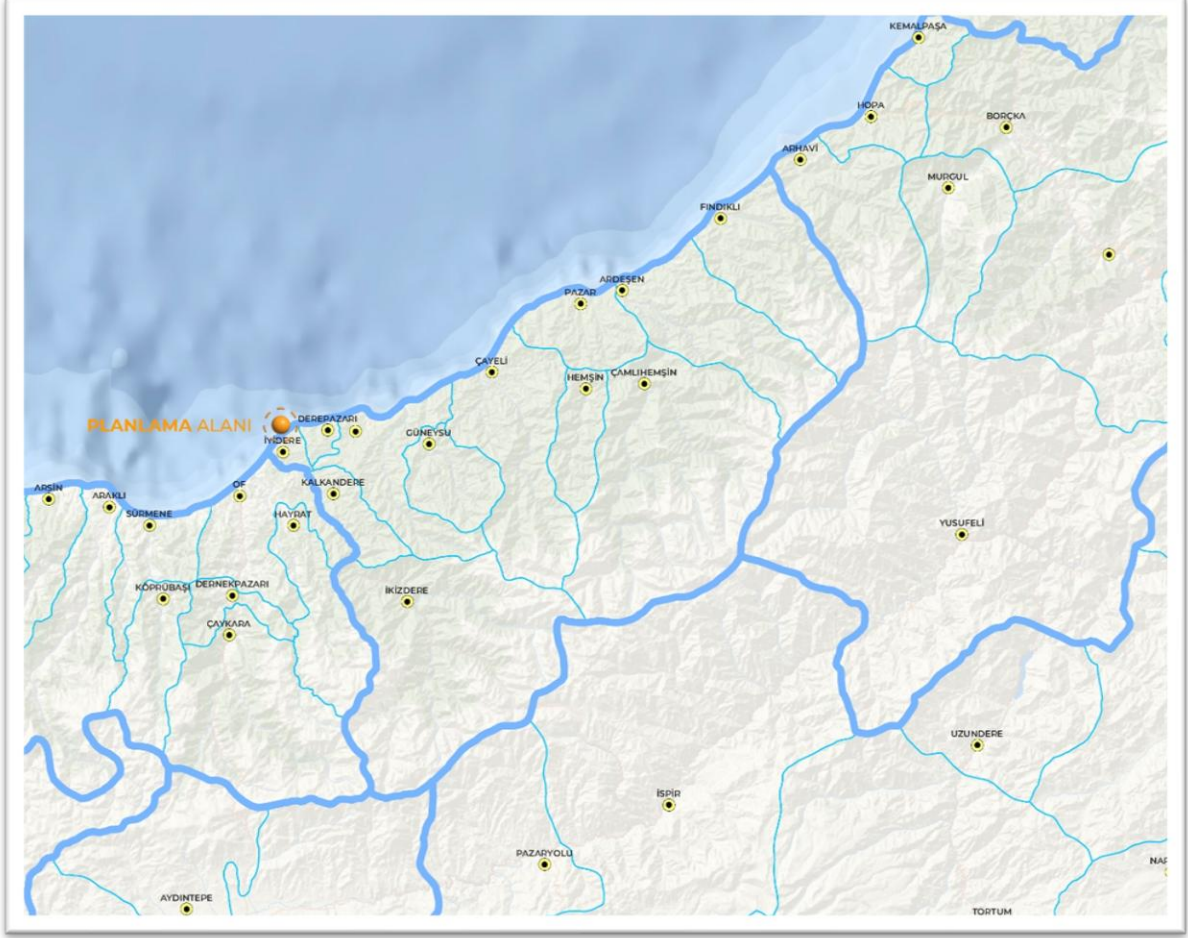 KEMALPAŞA
HOPA
BORÇKA
ARHAVİ
MURGUL
FINDIKLI
ARDEŞEN
PAZAR
ÇAYELİ
HEMŞİN
ÇAMLIHEMŞİN
DEREPAZARI
PLANLAMA ALANI
GÜNEYSU
İYİDERE
KALKANDERE
OF
ARSİN
ARAKLI
SÜRMENE
HAYRAT
YUSUFELİ
KÖPRÜBAŞI
DERNEKPAZARI
İKİZDERE
ÇAYKARA
UZUNDERE
İSPİR
PAZARYOLU
NAR
AYDINTEPE
TORTUM